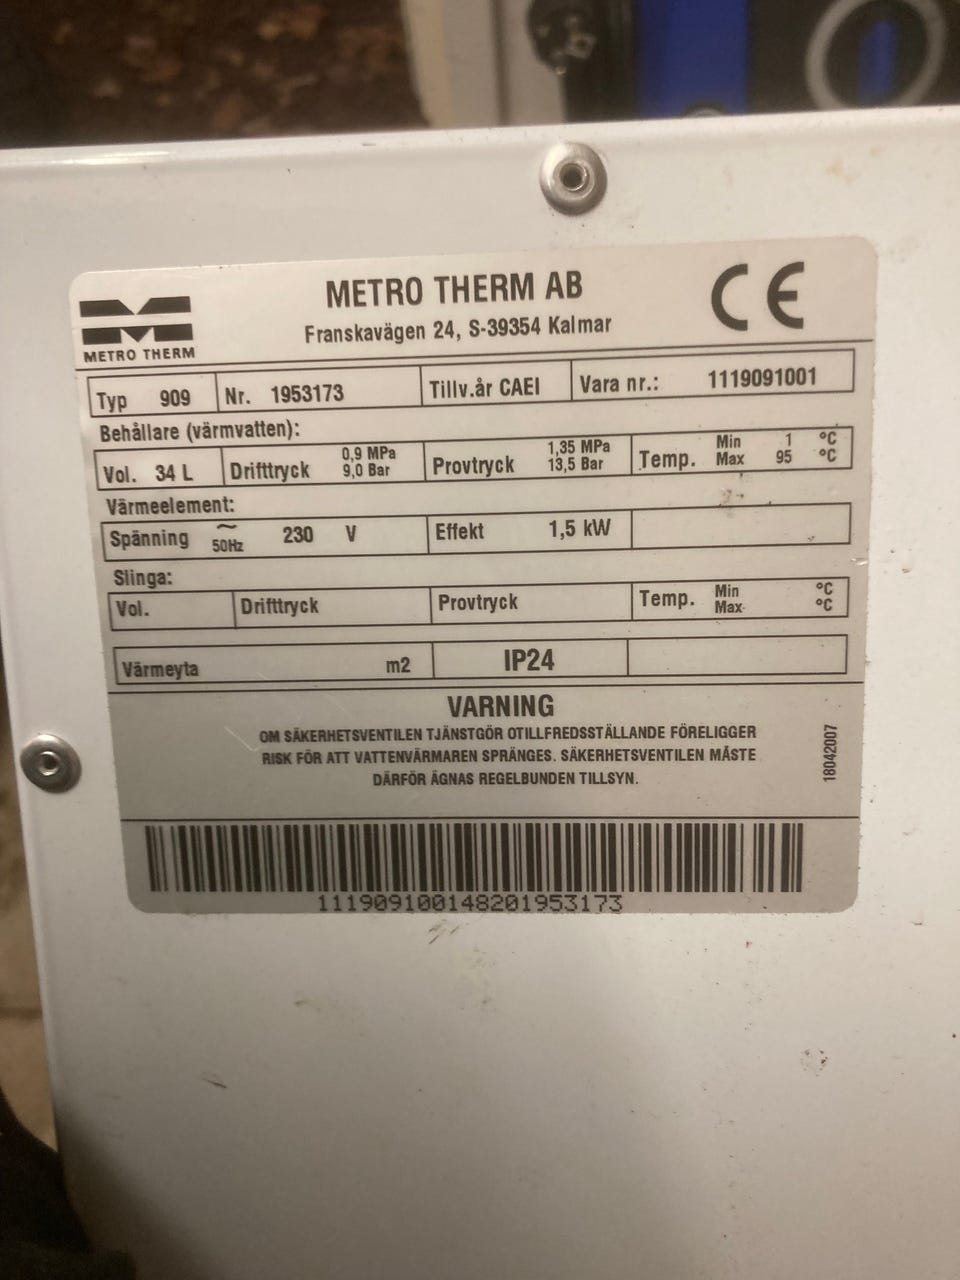 METRO THERM AB
Franskavägen 24, S-39354 Kalmar
CE
METRO THERM
Typ 909 Nr. 1953173 Tillv.år CAEI Vara nr.: 1119091001
Behållare (värmvatten):
Vol. 34 L Drifttryck 0,9 MPa 9,0 Bar Provtryck 1,35 MPa 13,5 Bar Temp. Min 1 °C Max 95 °C
Värmeelement:
Spänning ~ 50Hz 230 V Effekt 1,5 kW
Slinga:
Vol. Drifttryck Provtryck Temp. Min °C Max °C
Värmeyta m2 IP24
VARNING
OM SÄKERHETSVENTILEN TJÄNSTGÖR OTILLFREDSSTÄLLANDE FÖRELIGGER
RISK FÖR ATT VATTENVÄRMAREN SPRÄNGES. SÄKERHETSVENTILEN MÅSTE
DÄRFÖR ÄGNAS REGELBUNDEN TILLSYN.
18042007
111909100148201953173